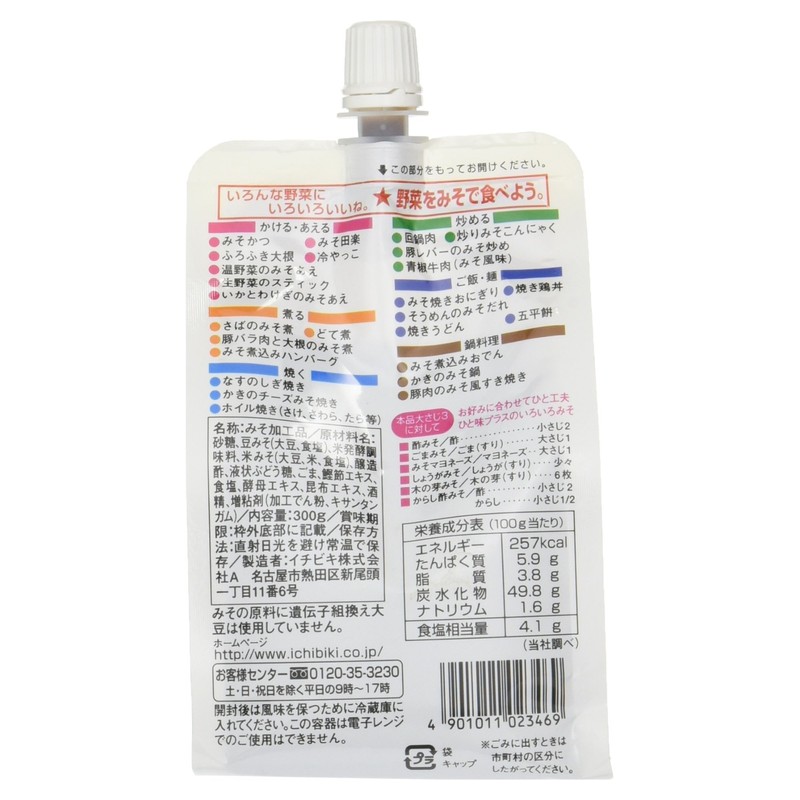 ⬇この部分をもってお開けください。
いろんな野菜に
いろいろいいね。
★野菜をみそで食べよう。
かける・あえる
●みそかつ ●みそ田楽
●ふろふき大根 ●冷やっこ
●温野菜のみそあえ
●生野菜のスティック
●いかとわけぎのみそあえ
煮る
●さばのみそ煮 ●どて煮
●豚バラ肉と大根のみそ煮
●みそ煮込みハンバーグ
焼く
●なすのしぎ焼き
●かきのチーズみそ焼き
●ホイル焼き(さけ、さわら、たら等)
炒める
●回鍋肉 ●炒りみそこんにゃく
●豚レバーのみそ炒め
●青椒牛肉(みそ風味)
ご飯・麺
●みそ焼きおにぎり ●焼き鶏丼
●そうめんのみそだれ
●焼きうどん ●五平餅
鍋料理
●みそ煮込みおでん
●かきのみそ鍋
●豚肉のみそ風すき焼き
本品大さじ3
に対して
お好みに合わせてひと工夫
ひと味プラスのいろいろみそ
■酢みそ/酢………………小さじ2
■ごまみそ/ごま(すり)……大さじ1
■みそマヨネーズ/マヨネーズ…大さじ1
■しょうがみそ/しょうが(すり)…少々
■木の芽みそ/木の芽(すり)…6枚
■からし酢みそ/酢…………小さじ2
からし………小さじ1/2
名称:みそ加工品/原材料名:
砂糖、豆みそ(大豆、食塩)、米発酵調
味料、米みそ(大豆、米、食塩)、醸造
酢、液状ぶどう糖、ごま、鰹節エキス、
食塩、酵母エキス、昆布エキス、酒
精、増粘剤(加工でん粉、キサンタン
ガム)/内容量:300g/賞味期
限:枠外底部に記載/保存方
法:直射日光を避け常温で保
存/製造者:イチビキ株式会
社A 名古屋市熱田区新尾頭
一丁目11番6号
みその原料に遺伝子組換え大
豆は使用していません。
ホームページ
http://www.ichibiki.co.jp/
お客様センター 0120-35-3230
土・日・祝日を除く平日の9時〜17時
開封後は風味を保つために冷蔵庫に
入れてください。この容器は電子レンジ
でのご使用はできません。
栄養成分表(100g当たり)
エネルギー 257kcal
たんぱく質 5.9 g
脂質 3.8 g
炭水化物 49.8 g
ナトリウム 1.6 g
食塩相当量 4.1 g
(当社調べ)
4 901011 023469
プラ
袋
キャップ
※ごみに出すときは
市町村の区分に
したがってください。